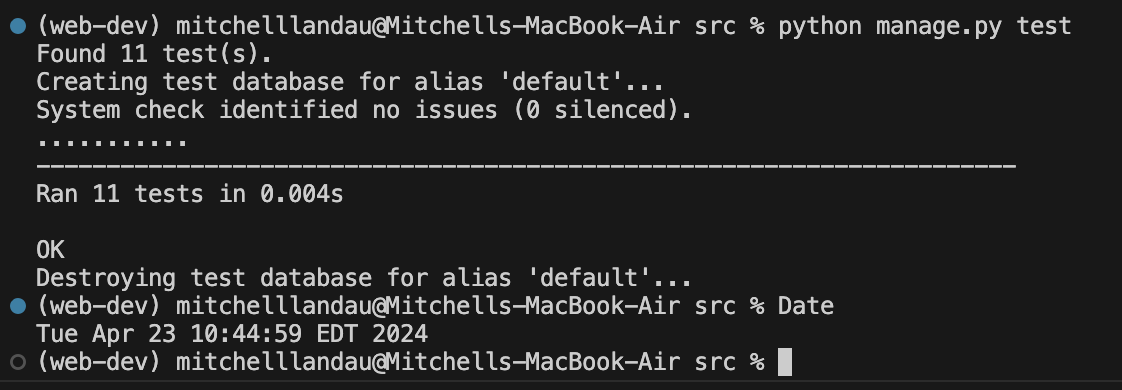 (web-dev) mitchelllandau@Mitchells-MacBook-Air src % python manage.py test
Found 11 test(s).
Creating test database for alias 'default'...
System check identified no issues (0 silenced).
...........
----------------------------------------------------------------------
Ran 11 tests in 0.004s
OK
Destroying test database for alias 'default'...
(web-dev) mitchelllandau@Mitchells-MacBook-Air src % Date
Tue Apr 23 10:44:59 EDT 2024
(web-dev) mitchelllandau@Mitchells-MacBook-Air src %